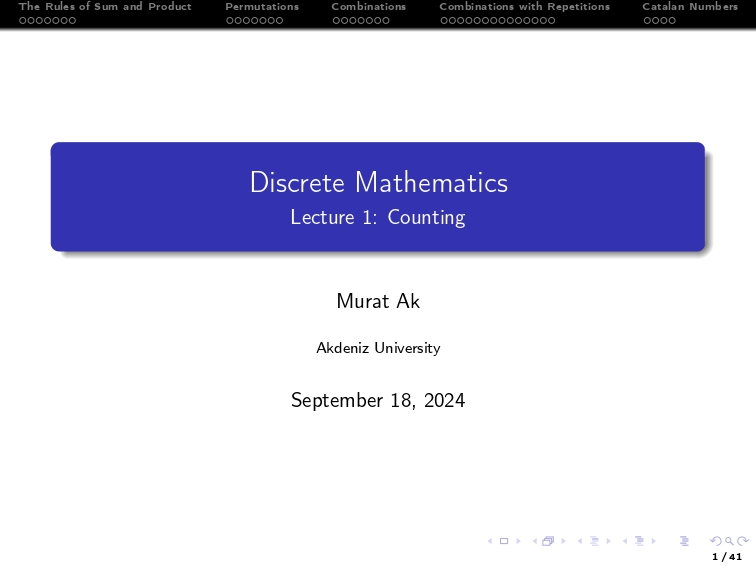 The Rules of Sum and Product Permutations Combinations Combinations with Repetitions Catalan Numbers
Discrete Mathematics
Lecture 1: Counting
Murat Ak
Akdeniz University
September 18, 2024
1 / 41